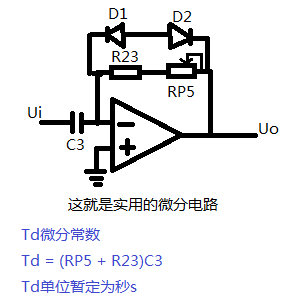 D1 D2
R23
RP5
Ui
C3
Uo
这就是实用的微分电路
Td微分常数
Td = (RP5 + R23)C3
Td单位暂定为秒s